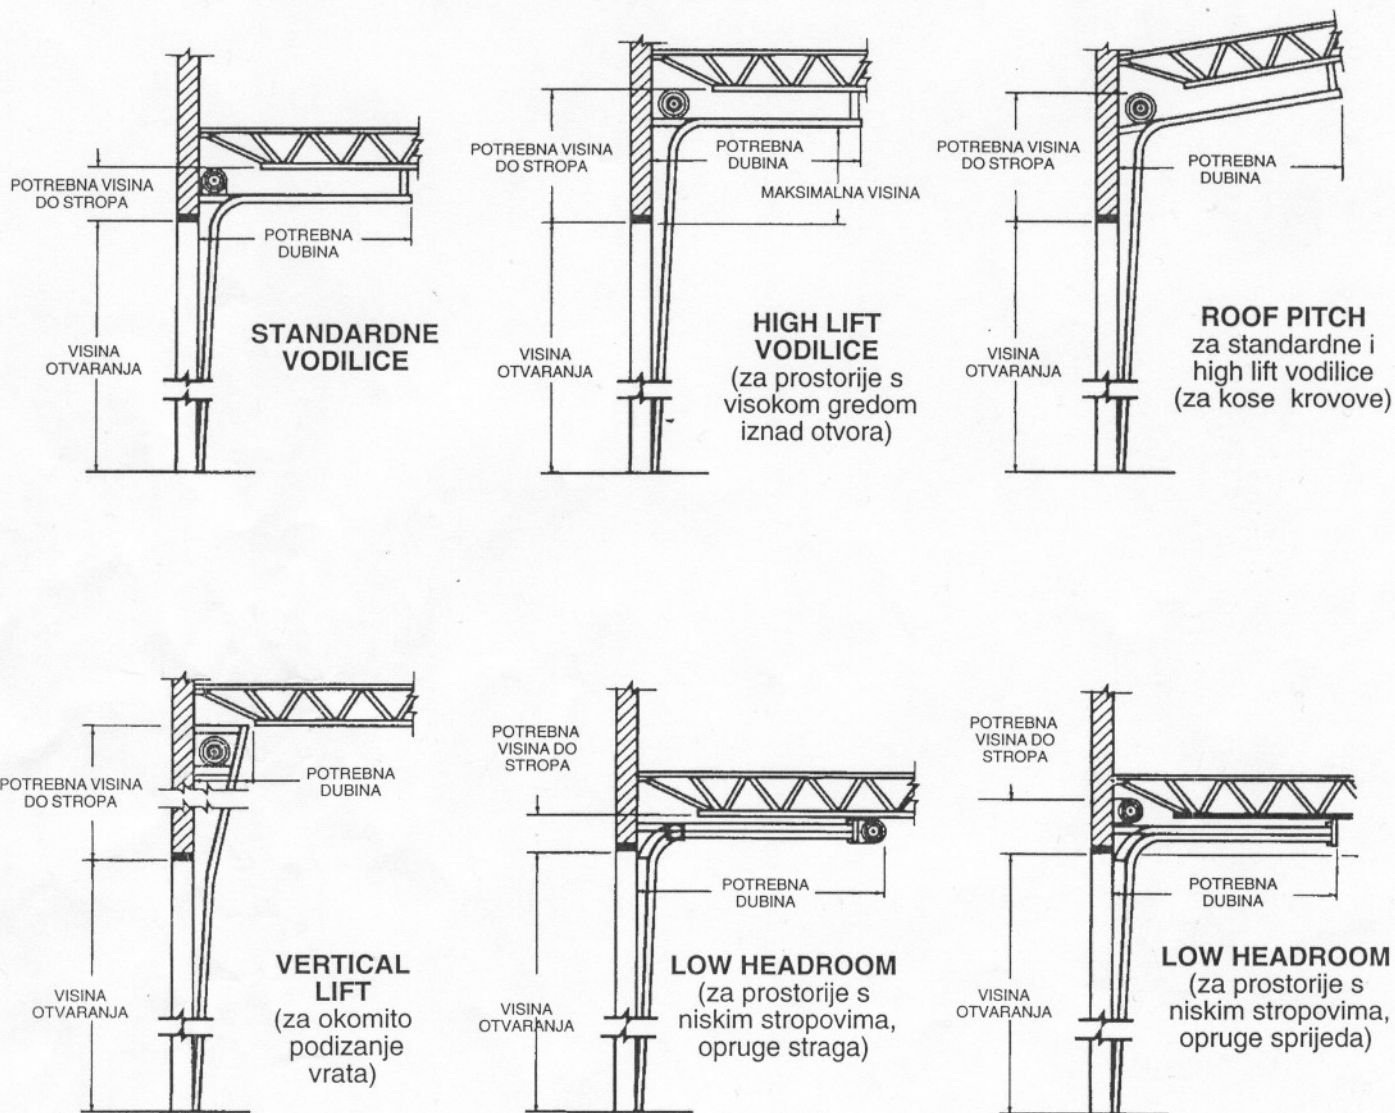 POTREBNA VISINA
DO STROPA
POTREBNA
DUBINA
VISINA
OTVARANJA
STANDARDNE
VODILICE
POTREBNA VISINA
DO STROPA
POTREBNA
DUBINA
MAKSIMALNA VISINA
VISINA
OTVARANJA
HIGH LIFT
VODILICE
(za prostorije s
visokom gredom
iznad otvora)
POTREBNA VISINA
DO STROPA
POTREBNA
DUBINA
VISINA
OTVARANJA
ROOF PITCH
za standardne i
high lift vodilice
(za kose krovove)
POTREBNA VISINA
DO STROPA
POTREBNA
DUBINA
VISINA
OTVARANJA
VERTICAL
LIFT
(za okomito
podizanje
vrata)
POTREBNA
VISINA DO
STROPA
POTREBNA
DUBINA
VISINA
OTVARANJA
LOW HEADROOM
(za prostorije s
niskim stropovima,
opruge straga)
POTREBNA
VISINA DO
STROPA
POTREBNA
DUBINA
VISINA
OTVARANJA
LOW HEADROOM
(za prostorije s
niskim stropovima,
opruge sprijeda)